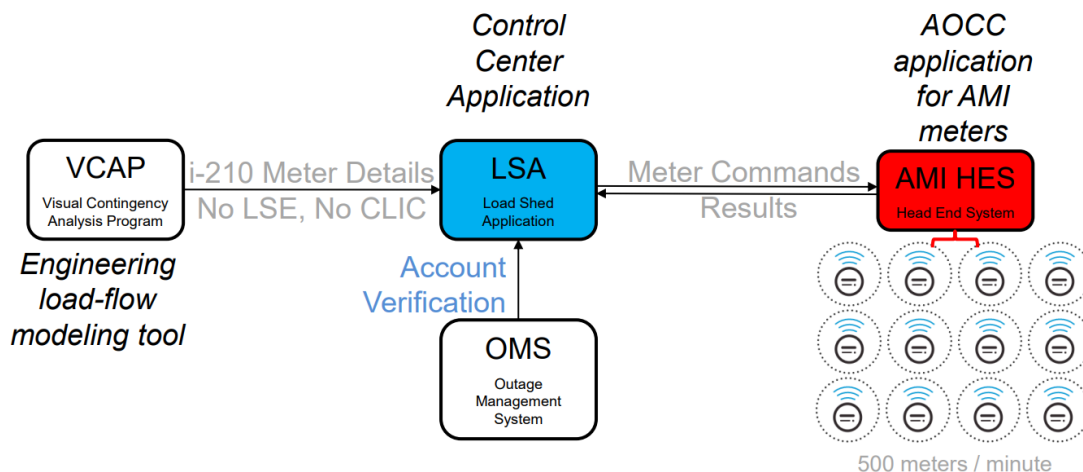 Control
Center
Application
AOCC
application
for AMI
meters
VCAP
Visual Contingency
Analysis Program
i-210 Meter Details
No LSE, No CLIC
LSA
Load Shed
Application
Meter Commands
Results
AMI HES
Head End System
Engineering
load-flow
modeling tool
Account
Verification
OMS
Outage
Management
System
500 meters / minute